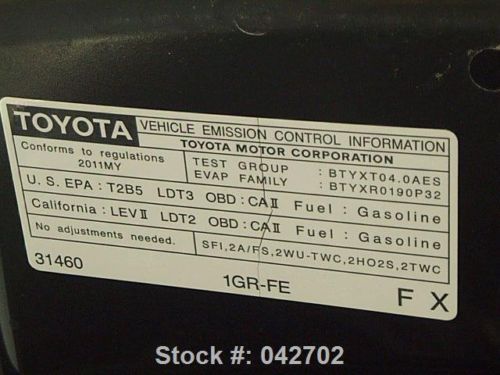 TOYOTA VEHICLE EMISSION CONTROL INFORMATION
Conforms to regulations
2011MY
TOYOTA MOTOR CORPORATION
TEST GROUP : BTYXT04.0AES
EVAP FAMILY : BTYXR0190P32
U.S. EPA : T2B5 LDT3 OBD : CAII Fuel : Gasoline
California : LEVII LDT2 OBD : CAII Fuel : Gasoline
No adjustments needed.
SFI,2A/FS,2WU-TWC,2HO2S,2TWC
31460
1GR-FE
F X
Stock #: 042702